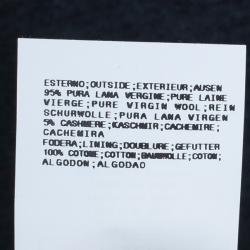 ESTERNO;OUTSIDE;EXTERIEUR;AUSEN
95% PURA LANA VERGINE;PURE LAINE
VIERGE;PURE VIRGIN WOOL;REIN
SCHURWOLLE;PURA LANA VIRGEN
5% CASHMERE;KASCHMIR;CACHEMIRE;
CACHEMIRA
FODERA;LINING;DOUBLURE;GEFUTTER
100% COTONE;COTTON;BAUMWOLLE;COTON;
ALGODON;ALGODAO